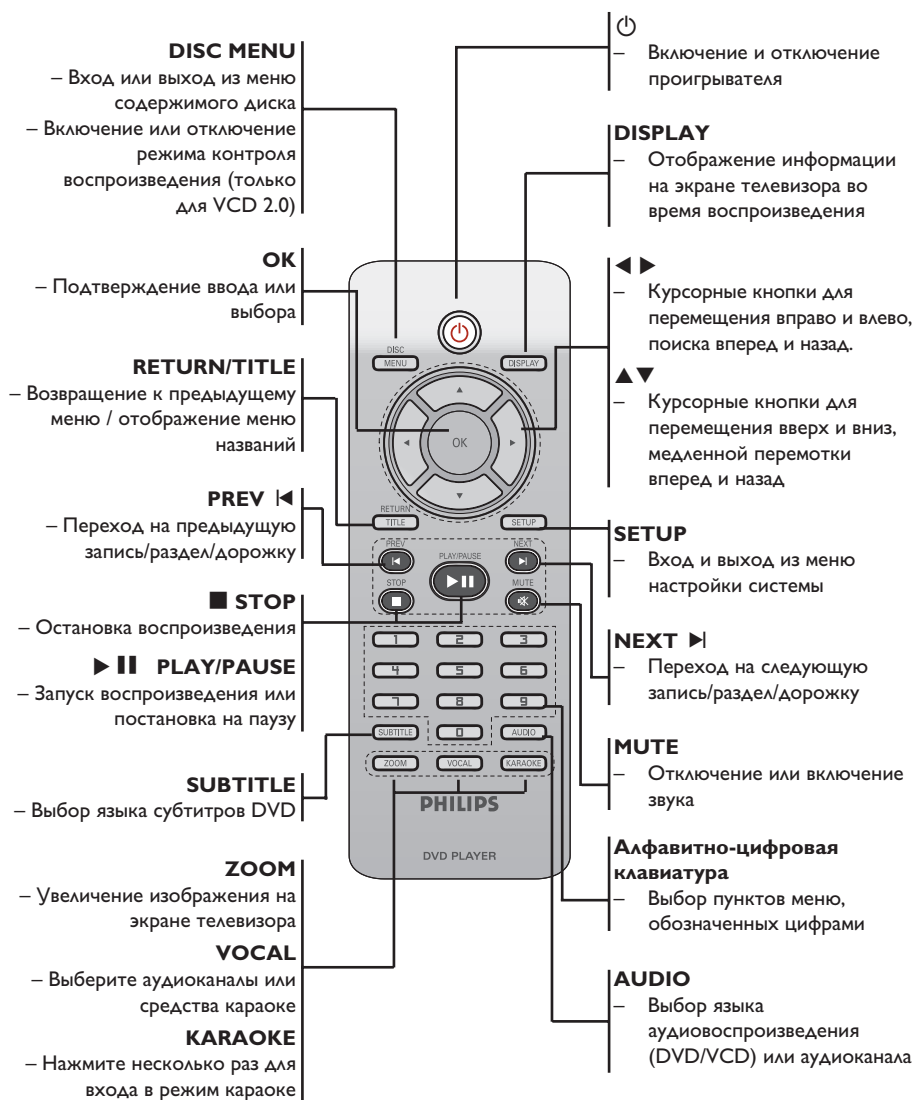 DISC MENU
– Вход или выход из меню
содержимого диска
– Включение или отключение
режима контроля
воспроизведения (только
для VCD 2.0)
OK
– Подтверждение ввода или
выбора
RETURN/TITLE
– Возвращение к предыдущему
меню / отображение меню
названий
PREV
– Переход на предыдущую
запись/раздел/дорожку
STOP
– Остановка воспроизведения
PLAY/PAUSE
– Запуск воспроизведения или
постановка на паузу
SUBTITLE
– Выбор языка субтитров DVD
ZOOM
– Увеличение изображения на
экране телевизора
VOCAL
– Выберите аудиоканалы или
средства караоке
KARAOKE
– Нажмите несколько раз для
входа в режим караоке
DISC
MENU
DISPLAY
OK
RETURN
TITLE
SETUP
PREV
PLAY/PAUSE
NEXT
STOP
MUTE
1 2 3
4 5 6
7 8 9
SUBTITLE 0 AUDIO
ZOOM VOCAL KARAOKE
PHILIPS
DVD PLAYER
– Включение и отключение
проигрывателя
DISPLAY
– Отображение информации
на экране телевизора во
время воспроизведения
◀ ▶
– Курсорные кнопки для
перемещения вправо и влево,
поиска вперед и назад.
▲▼
– Курсорные кнопки для
перемещения вверх и вниз,
медленной перемотки
вперед и назад
SETUP
– Вход и выход из меню
настройки системы
NEXT
– Переход на следующую
запись/раздел/дорожку
MUTE
– Отключение или включение
звука
Алфавитно-цифровая
клавиатура
– Выбор пунктов меню,
обозначенных цифрами
AUDIO
– Выбор языка
аудиовоспроизведения
(DVD/VCD) или аудиоканала